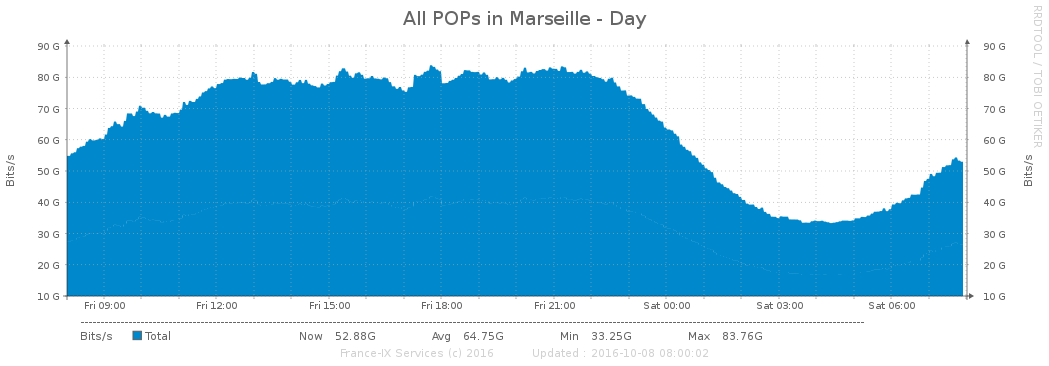 All POPs in Marseille - Day
RRDTOOL / TOBI OETIKER
90 G 90 G
80 G 80 G
70 G 70 G
60 G 60 G
50 G 50 G
40 G 40 G
30 G 30 G
20 G 20 G
10 G 10 G
Bits/s
Bits/s
Fri 09:00 Fri 12:00 Fri 15:00 Fri 18:00 Fri 21:00 Sat 00:00 Sat 03:00 Sat 06:00
Bits/s Total Now 52.88G Avg 64.75G Min 33.25G Max 83.76G
France-IX Services (c) 2016 Updated : 2016-10-08 08:00:02